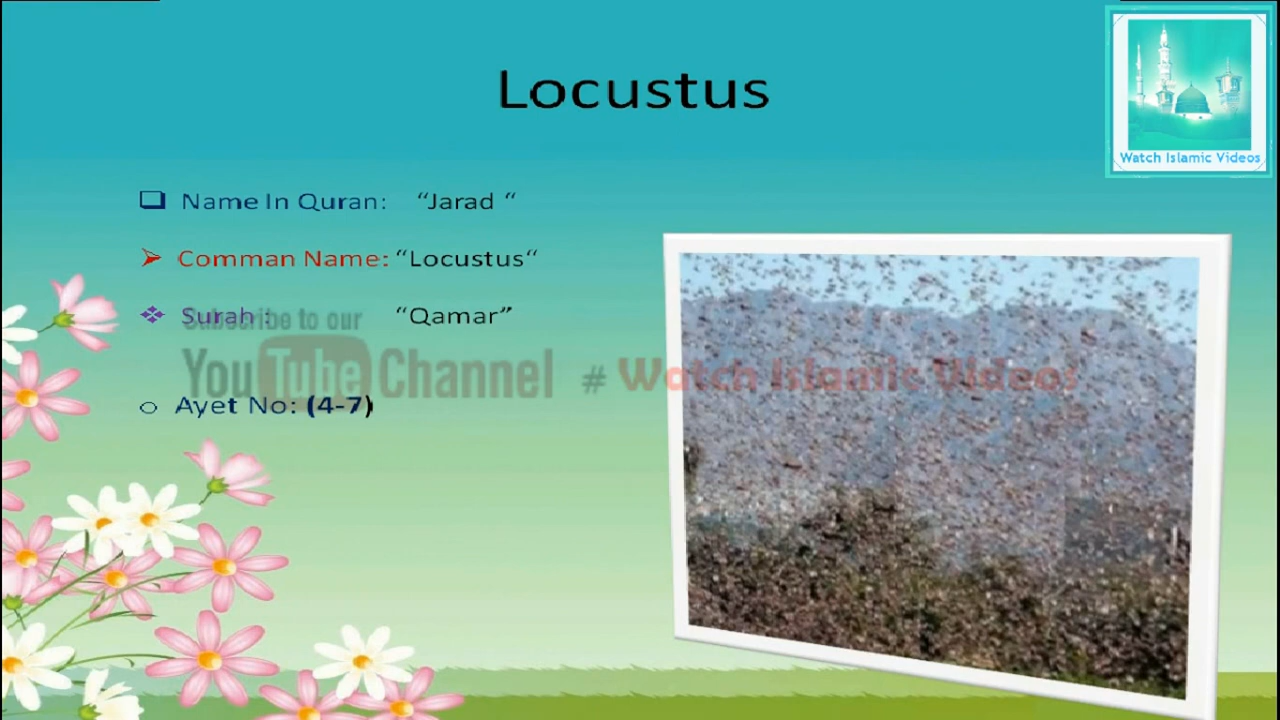 Locustus
Watch Islamic Videos
Name In Quran: “Jarad “
Comman Name: “Locustus“
Surah : “Qamar”
Subscribe to our
YouTube Channel # Watch Islamic Videos
Ayet No: (4-7)